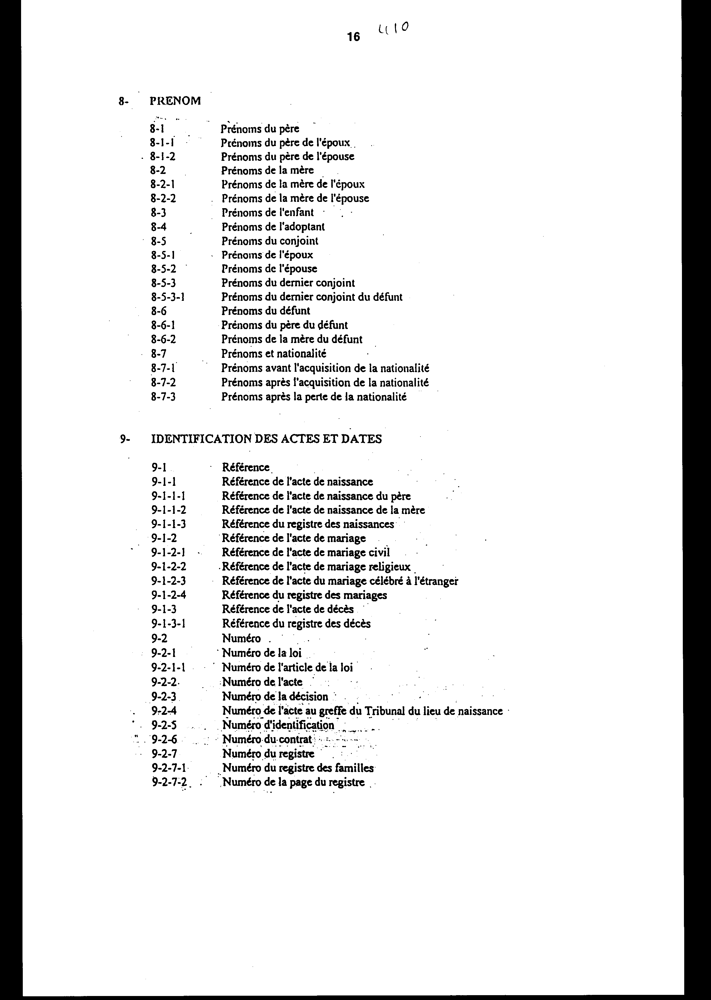 16 410
8- PRENOM
8-1 Prénoms du père
8-1-1 Prénoms du père de l'époux
8-1-2 Prénoms du père de l'épouse
8-2 Prénoms de la mère
8-2-1 Prénoms de la mère de l'époux
8-2-2 Prénoms de la mère de l'épouse
8-3 Prénoms de l'enfant
8-4 Prénoms de l'adoptant
8-5 Prénoms du conjoint
8-5-1 Prénoms de l'époux
8-5-2 Prénoms de l'épouse
8-5-3 Prénoms du dernier conjoint
8-5-3-1 Prénoms du dernier conjoint du défunt
8-6 Prénoms du défunt
8-6-1 Prénoms du père du défunt
8-6-2 Prénoms de la mère du défunt
8-7 Prénoms et nationalité
8-7-1 Prénoms avant l'acquisition de la nationalité
8-7-2 Prénoms après l'acquisition de la nationalité
8-7-3 Prénoms après la perte de la nationalité
9- IDENTIFICATION DES ACTES ET DATES
9-1 Référence
9-1-1 Référence de l'acte de naissance
9-1-1-1 Référence de l'acte de naissance du père
9-1-1-2 Référence de l'acte de naissance de la mère
9-1-1-3 Référence du registre des naissances
9-1-2 Référence de l'acte de mariage
9-1-2-1 Référence de l'acte de mariage civil
9-1-2-2 Référence de l'acte de mariage religieux
9-1-2-3 Référence de l'acte du mariage célébré à l'étranger
9-1-2-4 Référence du registre des mariages
9-1-3 Référence de l'acte de décès
9-1-3-1 Référence du registre des décès
9-2 Numéro
9-2-1 Numéro de la loi
9-2-1-1 Numéro de l'article de la loi
9-2-2 Numéro de l'acte
9-2-3 Numéro de la décision
9-2-4 Numéro de l'acte au greffe du Tribunal du lieu de naissance
9-2-5 Numéro d'identification
9-2-6 Numéro du contrat
9-2-7 Numéro du registre
9-2-7-1 Numéro du registre des familles
9-2-7-2 Numéro de la page du registre